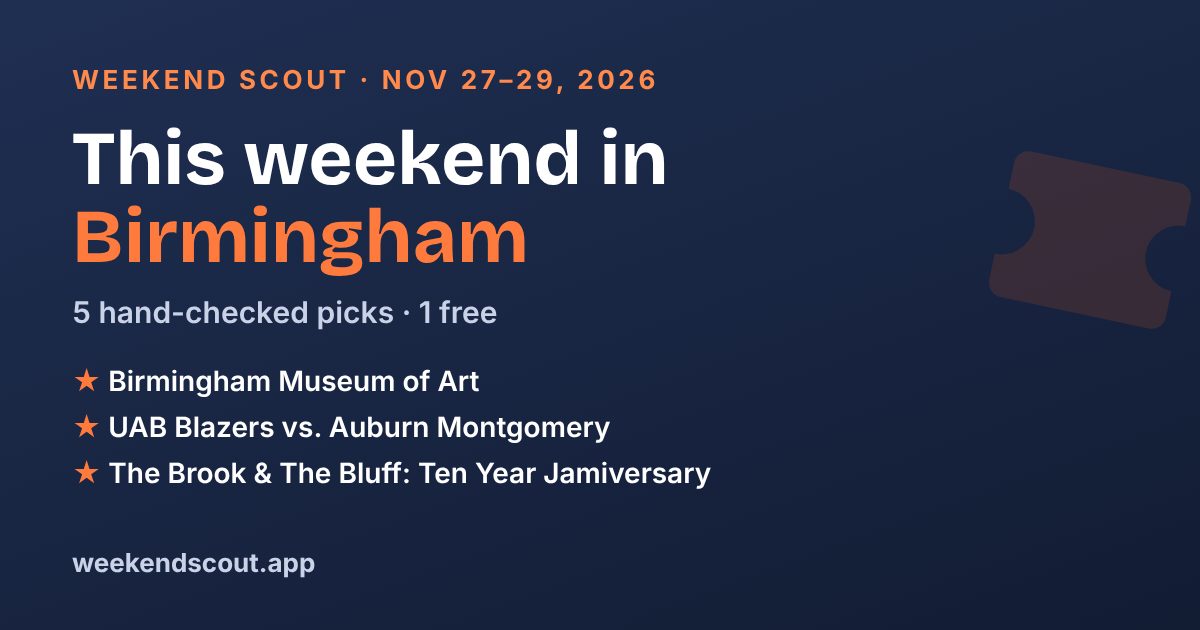 WEEKEND SCOUT · NOV 27–29, 2026
This weekend in
Birmingham
5 hand-checked picks · 1 free
★ Birmingham Museum of Art
★ UAB Blazers vs. Auburn Montgomery
★ The Brook & The Bluff: Ten Year Jamiversary
weekendscout.app